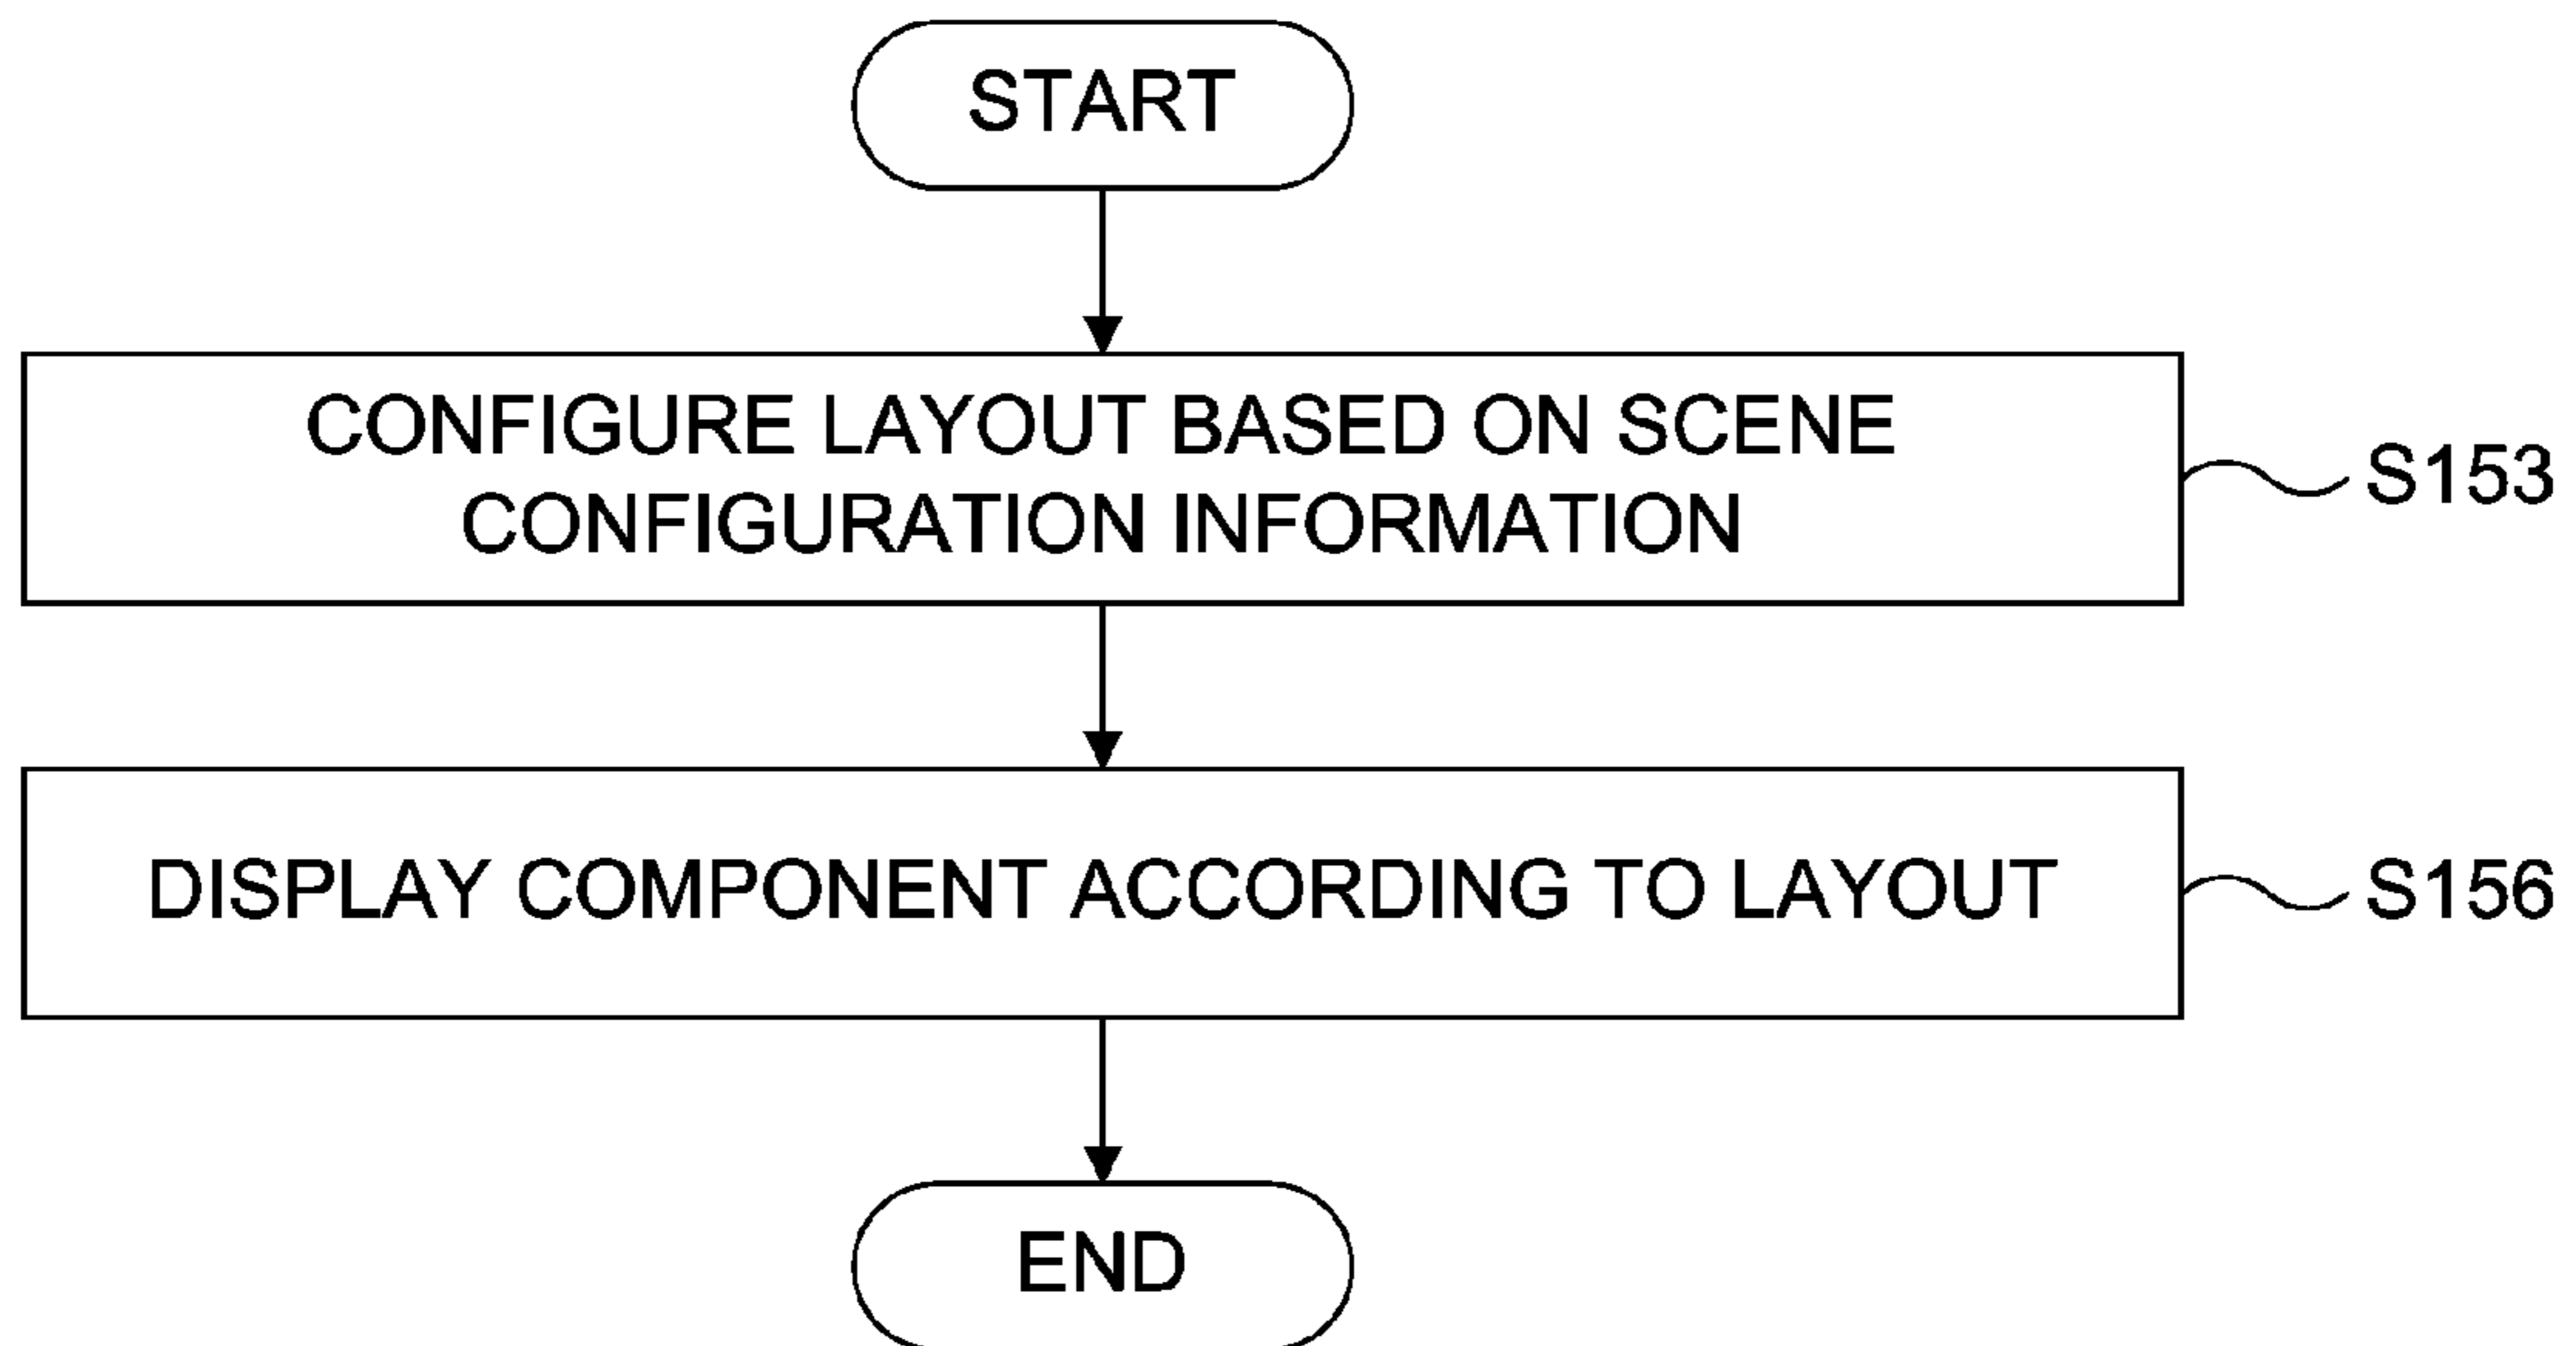 START
CONFIGURE LAYOUT BASED ON SCENE
CONFIGURATION INFORMATION
S153
DISPLAY COMPONENT ACCORDING TO LAYOUT
S156
END